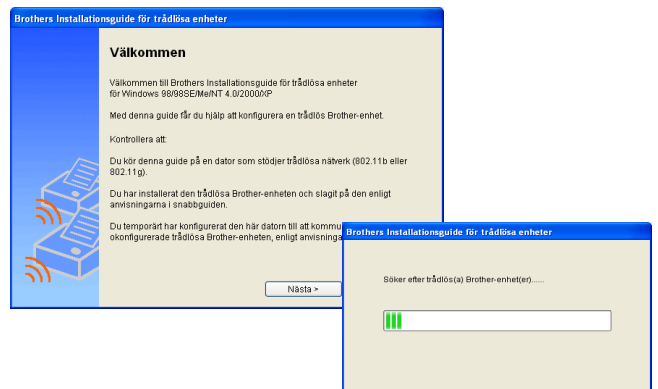 Brothers Installationsguide för trådlösa enheter
Välkommen
Välkommen till Brothers Installationsguide för trådlösa enheter
för Windows 98/98SE/Me/NT 4.0/2000/XP
Med denna guide får du hjälp att konfigurera en trådlös Brother-enhet.
Kontrollera att:
Du kör denna guide på en dator som stödjer trådlösa nätverk (802.11b eller
802.11g).
Du har installerat den trådlösa Brother-enheten och slagit på den enligt
anvisningarna i snabbguiden.
Du temporärt har konfigurerat den här datorn till att kommu
okonfigurerade trådlösa Brother-enheten, enligt anvisninga
Nästa >
Brothers Installationsguide för trådlösa enheter
Söker efter trådlös(a) Brother-enhet(er)......